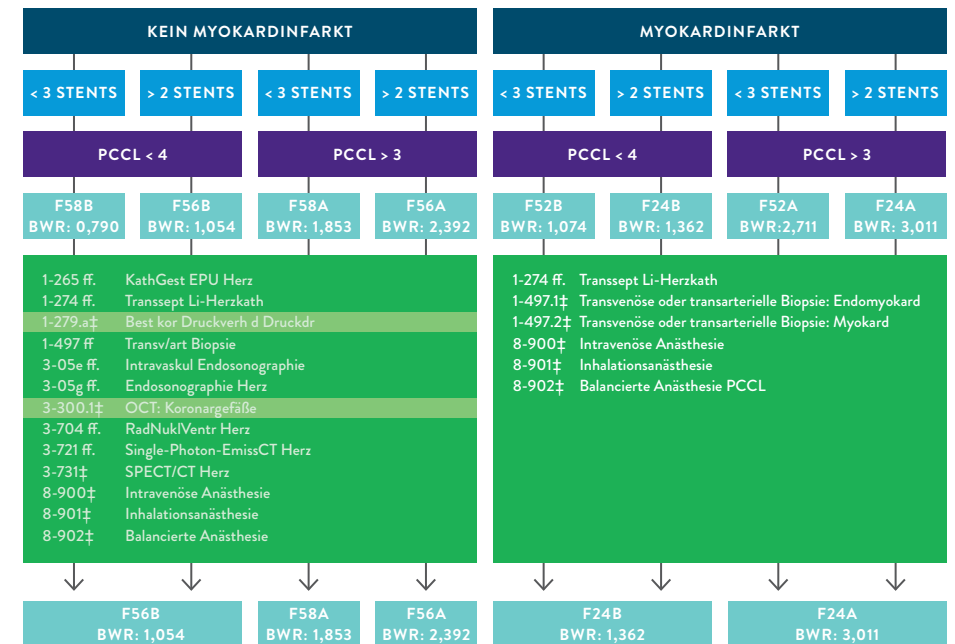 KEIN MYOKARDINFARKT
MYOKARDINFARKT
< 3 STENTS
> 2 STENTS
< 3 STENTS
> 2 STENTS
< 3 STENTS
> 2 STENTS
< 3 STENTS
> 2 STENTS
PCCL < 4
PCCL > 3
PCCL < 4
PCCL > 3
F58B
BWR: 0,790
F56B
BWR: 1,054
F58A
BWR: 1,853
F56A
BWR: 2,392
F52B
BWR: 1,074
F24B
BWR: 1,362
F52A
BWR:2,711
F24A
BWR: 3,011
1-265 ff. KathGest EPU Herz
1-274 ff. Transsept Li-Herzkath
1-279.a‡ Best kor Druckverh d Druckdr
1-497 ff Transv/art Biopsie
3-05e ff. Intravaskul Endosonographie
3-05g ff. Endosonographie Herz
3-300.1‡ OCT: Koronargefäße
3-704 ff. RadNuklVentr Herz
3-721 ff. Single-Photon-EmissCT Herz
3-731‡ SPECT/CT Herz
8-900‡ Intravenöse Anästhesie
8-901‡ Inhalationsanästhesie
8-902‡ Balancierte Anästhesie
1-274 ff. Transsept Li-Herzkath
1-497.1‡ Transvenöse oder transarterielle Biopsie: Endomyokard
1-497.2‡ Transvenöse oder transarterielle Biopsie: Myokard
8-900‡ Intravenöse Anästhesie
8-901‡ Inhalationsanästhesie
8-902‡ Balancierte Anästhesie PCCL
F56B
BWR: 1,054
F58A
BWR: 1,853
F56A
BWR: 2,392
F24B
BWR: 1,362
F24A
BWR: 3,011